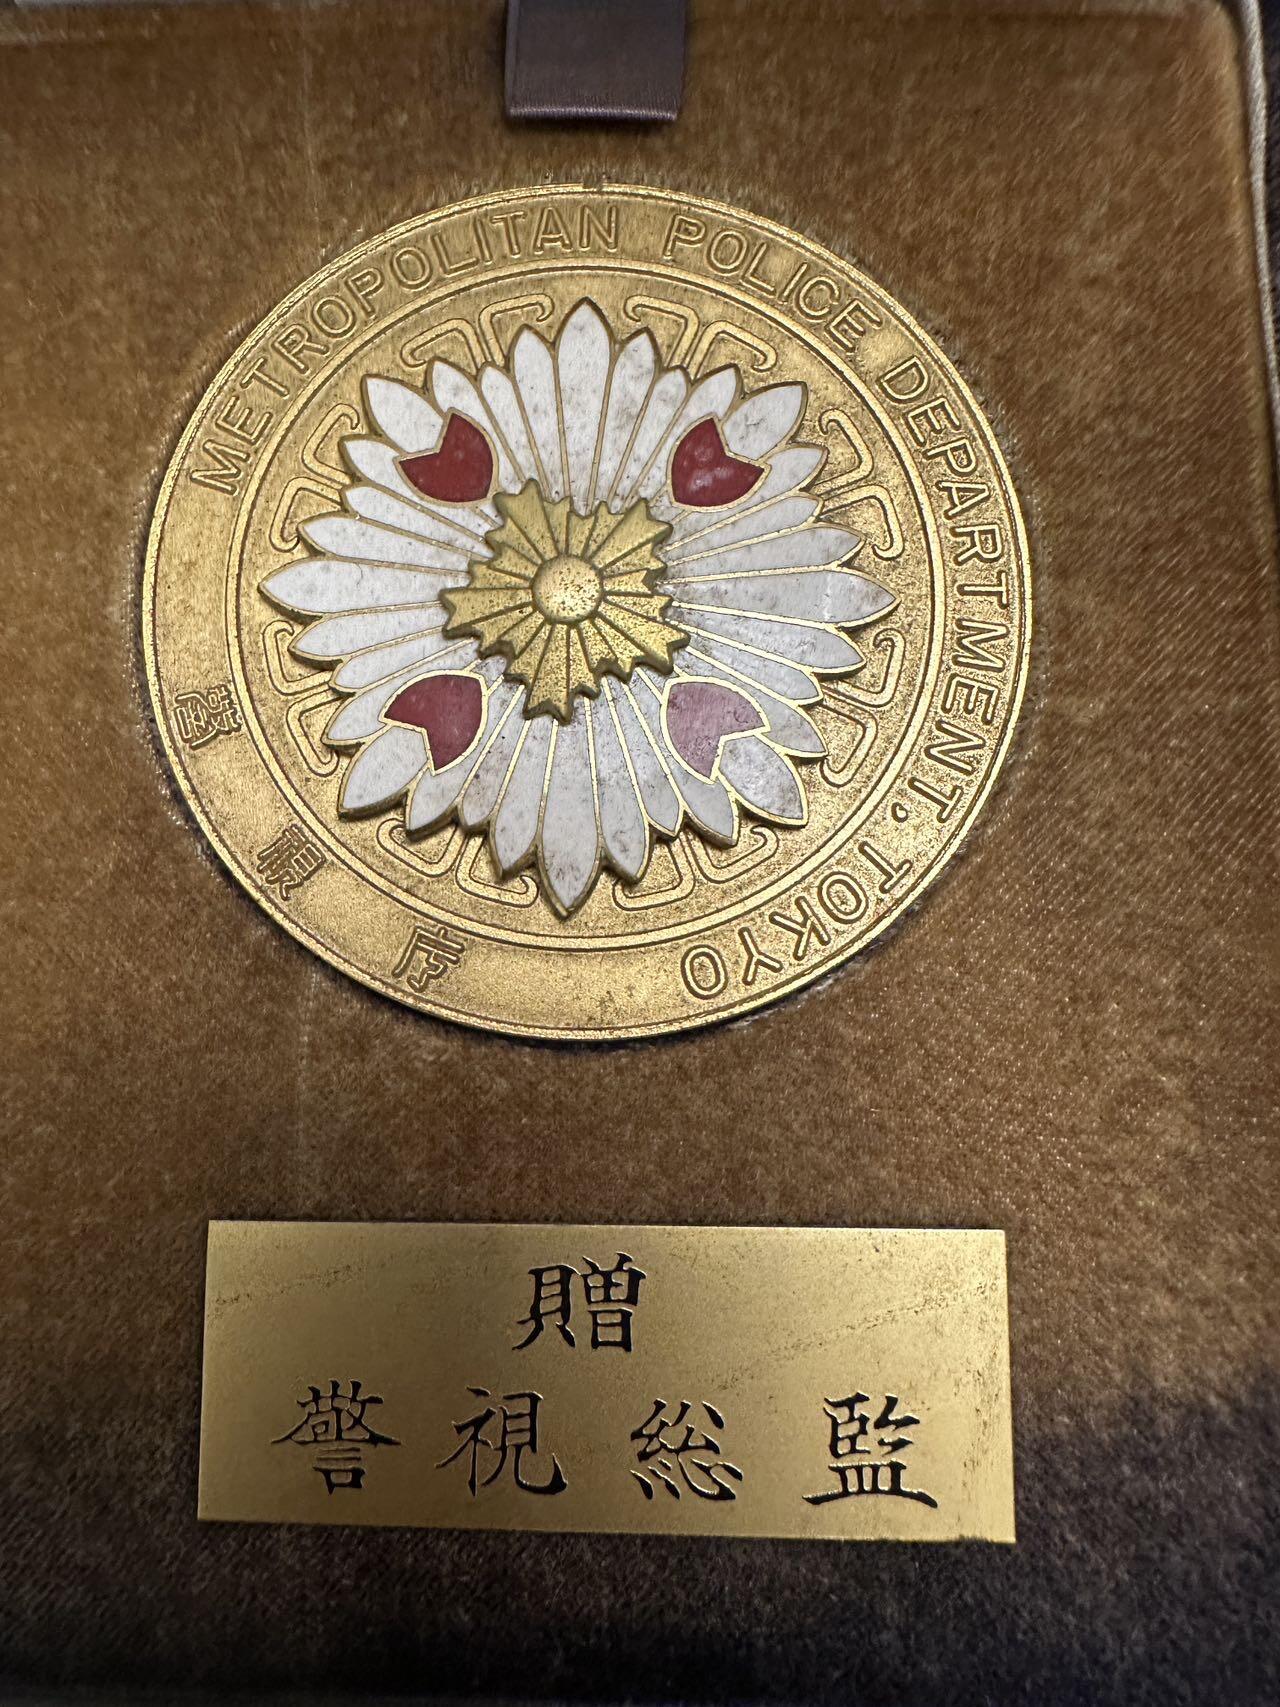 METROPOLITAN POLICE DEPARTMENT. TOKYO
警視庁
贈
警視総監